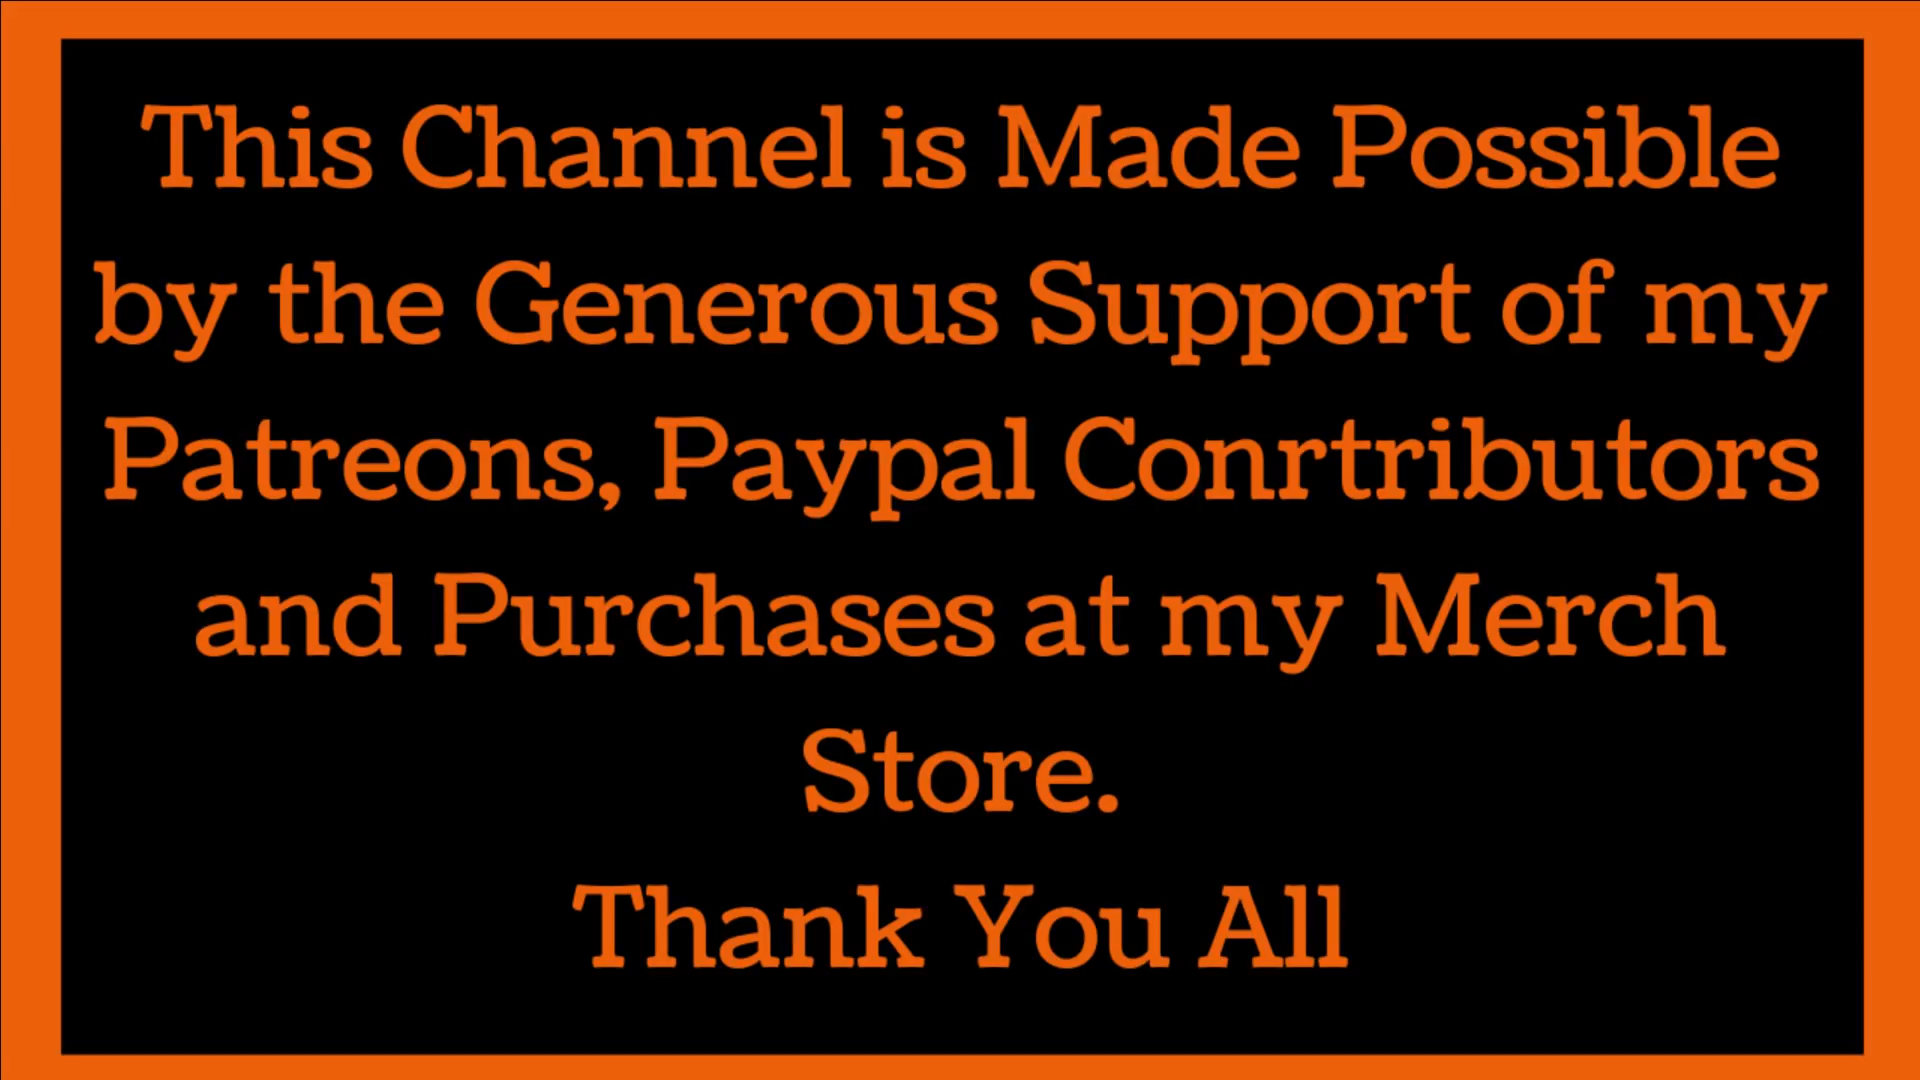 This Channel is Made Possible
by the Generous Support of my
Patreons, Paypal Conrtributors
and Purchases at my Merch
Store.
Thank You All